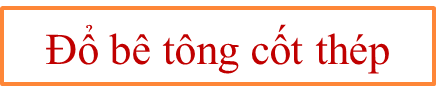 Đổ bê tông cốt thép